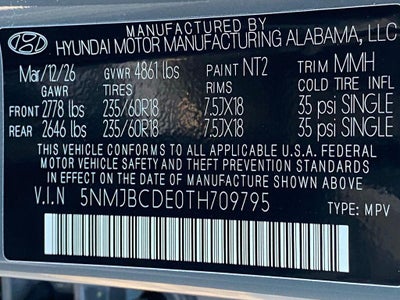 MANUFACTURED BY
HYUNDAI MOTOR MANUFACTURING ALABAMA, LLC
Mar/12/26 GVWR 4861 lbs PAINT NT2 TRIM MMH
GAWR TIRES RIMS COLD TIRE INFL
FRONT 2778 lbs 235/60R18 7.5JX18 35 psi SINGLE
REAR 2646 lbs 235/60R18 7.5JX18 35 psi SINGLE
THIS VEHICLE CONFORMS TO ALL APPLICABLE U.S.A. FEDERAL
MOTOR VEHICLE SAFETY AND THEFT PREVENTION STANDARDS
IN EFFECT ON THE DATE OF MANUFACTURE SHOWN ABOVE.
V.I.N 5NMJBCDE0TH709795 TYPE: MPV